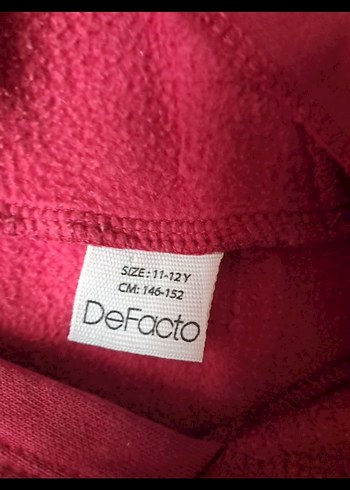 SIZE: 11-12Y
CM: 146-152
DeFacto